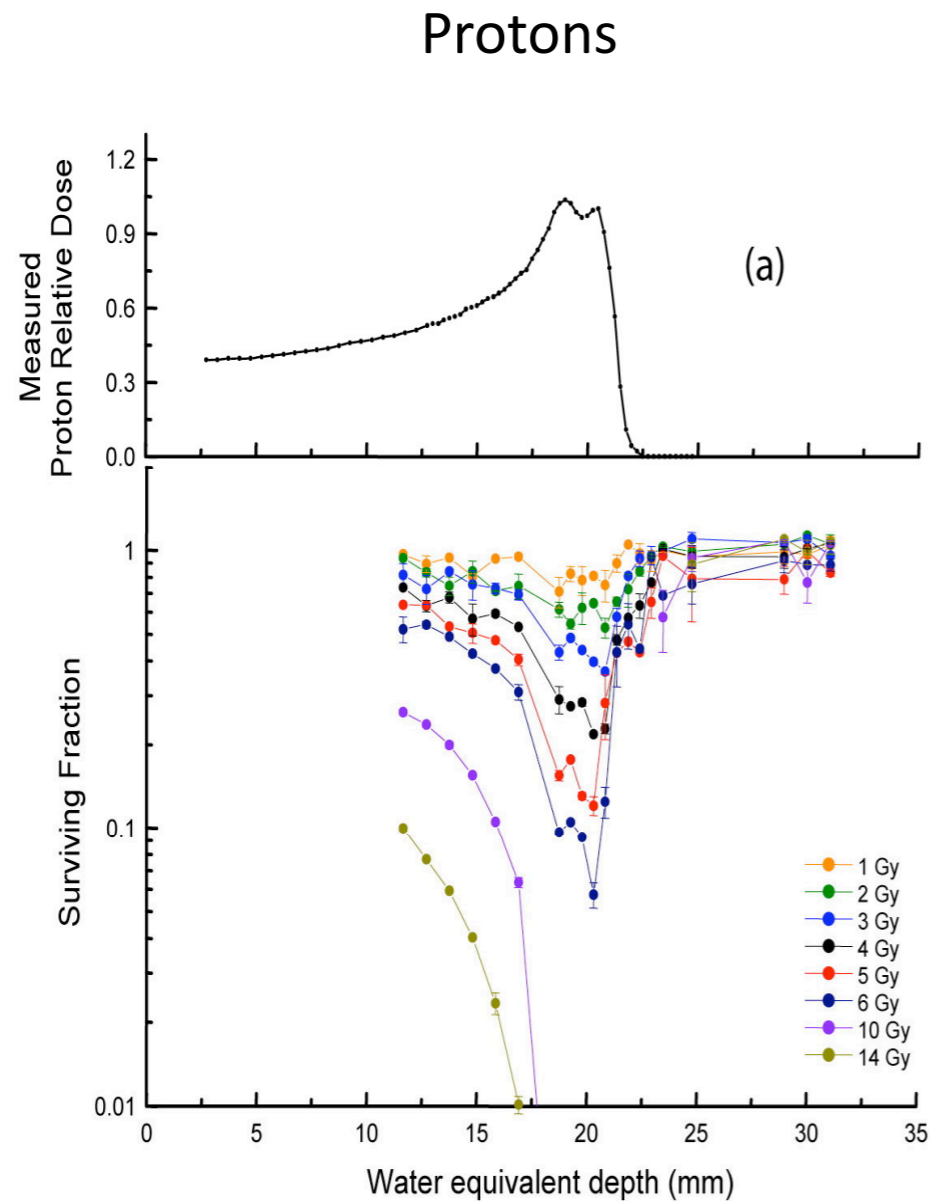 Protons
Measured
Proton Relative Dose
1.2
0.9
0.6
0.3
0.0
(a)
Surviving Fraction
1
0.1
0.01
1 Gy
2 Gy
3 Gy
4 Gy
5 Gy
6 Gy
10 Gy
14 Gy
0 5 10 15 20 25 30 35
Water equivalent depth (mm)